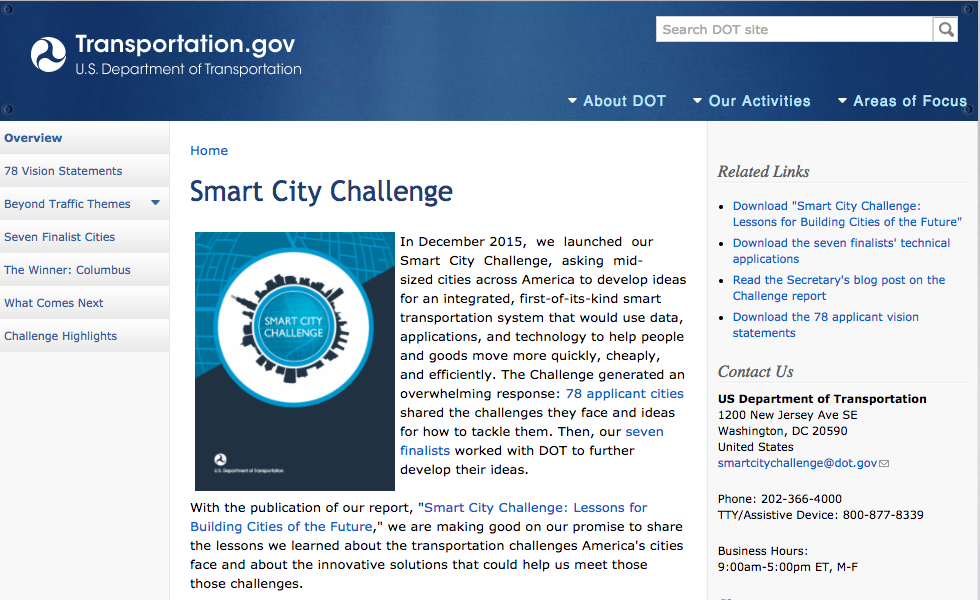 Transportation.gov
U.S. Department of Transportation
Search DOT site
About DOT
Our Activities
Areas of Focus
Overview
78 Vision Statements
Beyond Traffic Themes
Seven Finalist Cities
The Winner: Columbus
What Comes Next
Challenge Highlights
Home
Smart City Challenge
SMART CITY
CHALLENGE
U.S. Department of Transportation
In December 2015, we launched our
Smart City Challenge, asking mid-
sized cities across America to develop ideas
for an integrated, first-of-its-kind smart
transportation system that would use data,
applications, and technology to help people
and goods move more quickly, cheaply,
and efficiently. The Challenge generated an
overwhelming response: 78 applicant cities
shared the challenges they face and ideas
for how to tackle them. Then, our seven
finalists worked with DOT to further
develop their ideas.
With the publication of our report, "Smart City Challenge: Lessons for
Building Cities of the Future," we are making good on our promise to share
the lessons we learned about the transportation challenges America's cities
face and about the innovative solutions that could help us meet those
those challenges.
Related Links
Download "Smart City Challenge:
Lessons for Building Cities of the Future"
Download the seven finalists' technical
applications
Read the Secretary's blog post on the
Challenge report
Download the 78 applicant vision
statements
Contact Us
US Department of Transportation
1200 New Jersey Ave SE
Washington, DC 20590
United States
smartcitychallenge@dot.gov
Phone: 202-366-4000
TTY/Assistive Device: 800-877-8339
Business Hours:
9:00am-5:00pm ET, M-F